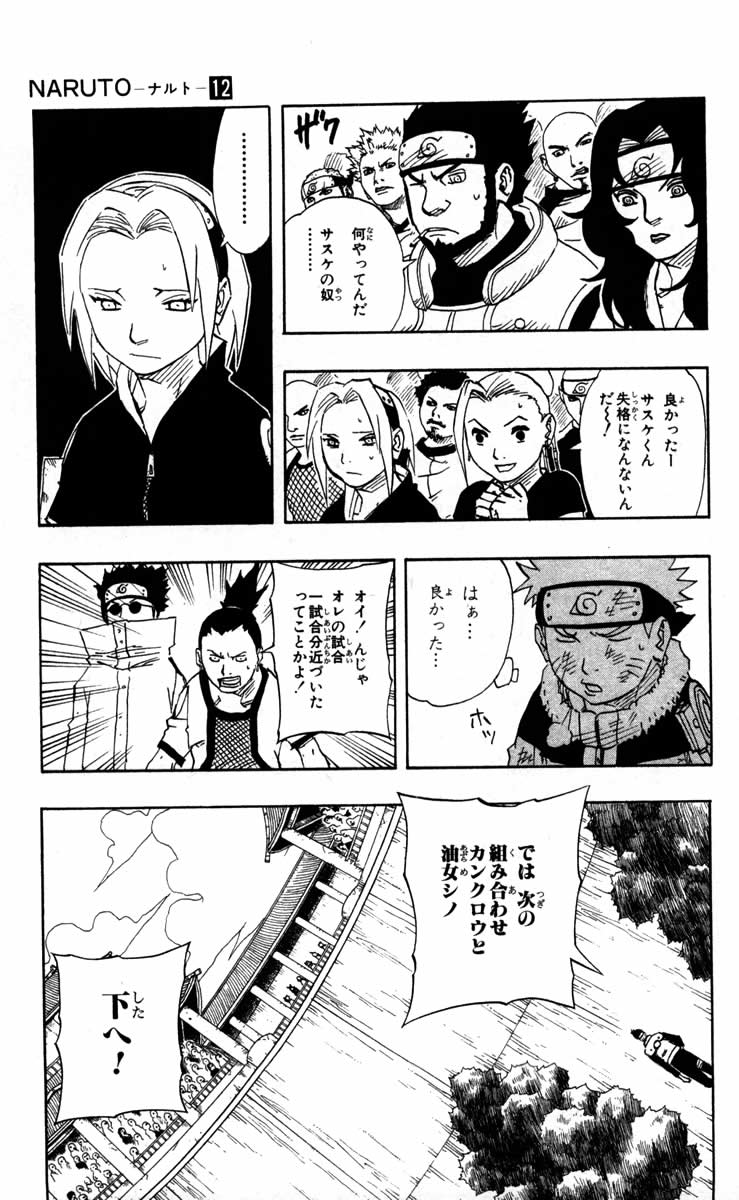 NARUTO—ナルト—12
ザワ
何やってんだ
サスケの奴
………
…………
良かったー
サスケくん
失格になんないん
だ〜！
はぁ…
良かった…
ホッ
オイ！んじゃ
オレの試合
一試合分近づいた
ってことかよ！
では 次の
組み合わせ
カンクロウと
油女シノ
下へ！